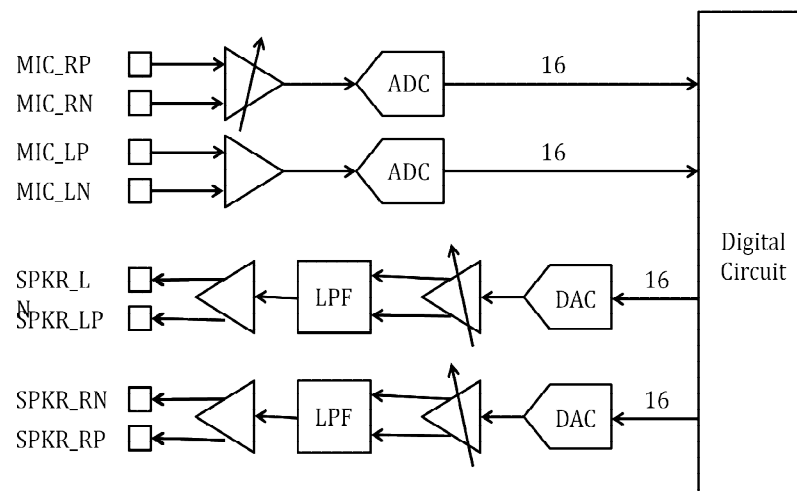 MIC_RP
16
ADC
MIC_RN
MIC_LP
16
ADC
MIC_LN
Digital
Circuit
SPKR_L
N
16
LPF
DAC
SPKR_LP
SPKR_RN
16
LPF
DAC
SPKR_RP